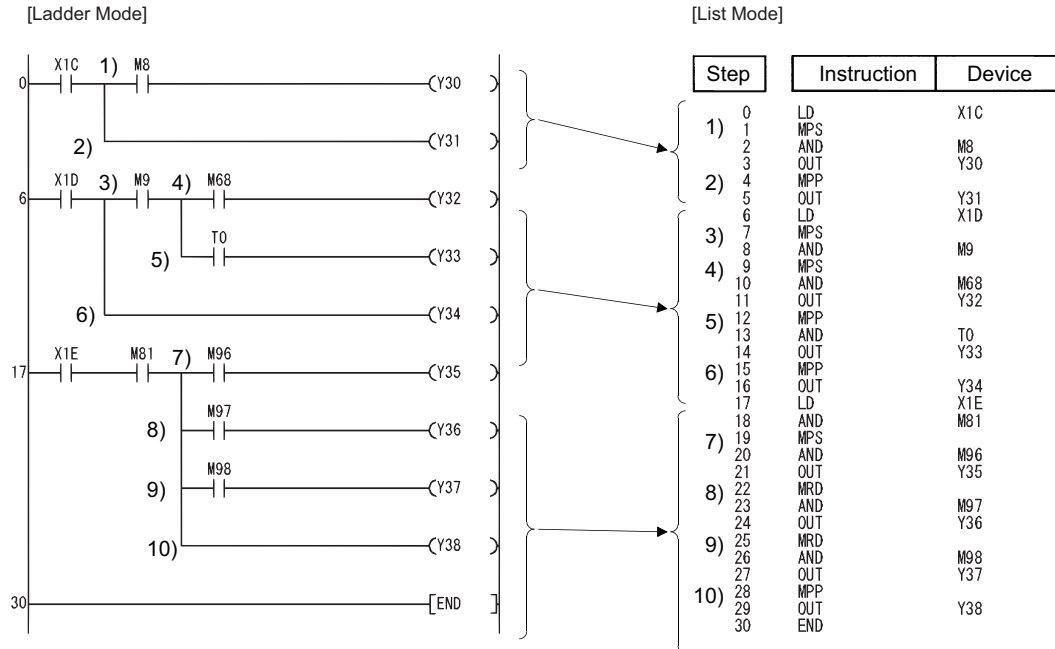 [Ladder Mode]
[List Mode]
X1C 1) M8
0 (Y30 )
2) (Y31 )
X1D 3) M9 4) M68
6 (Y32 )
T0
5) (Y33 )
6) (Y34 )
X1E M81 7) M96
17 (Y35 )
M97
8) (Y36 )
M98
9) (Y37 )
10) (Y38 )
30 [END ]
Step Instruction Device
0 LD X1C
1) 1 MPS
2 AND M8
3 OUT Y30
2) 4 MPP
5 OUT Y31
6 LD X1D
3) 7 MPS
8 AND M9
4) 9 MPS
10 AND M68
11 OUT Y32
5) 12 MPP
13 AND T0
14 OUT Y33
6) 15 MPP
16 OUT Y34
17 LD X1E
18 AND M81
7) 19 MPS
20 AND M96
21 OUT Y35
8) 22 MRD
23 AND M97
24 OUT Y36
9) 25 MRD
26 AND M98
27 OUT Y37
10) 28 MPP
29 OUT Y38
30 END